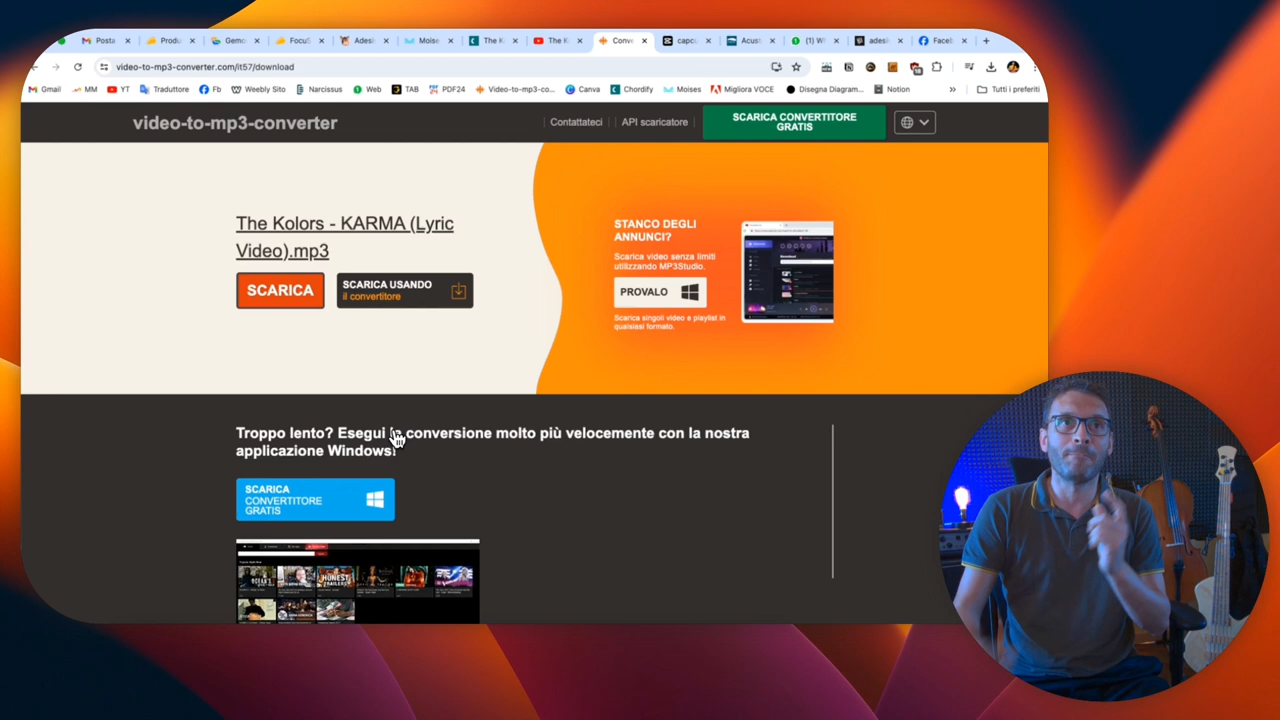 Posta
Produ
Gemo
FocuS
Adesi
Moise
The K
The K
Conve
capcu
Acust
(1) W
adesi
Faceb
video-to-mp3-converter.com/it57/download
Gmail
MM
YT
Traduttore
Fb
Weebly Sito
Narcissus
Web
TAB
PDF24
Video-to-mp3-co...
Canva
Chordify
Moises
Migliora VOCE
Disegna Diagram...
Notion
Tutti i preferiti
video-to-mp3-converter
Contattateci
API scaricatore
SCARICA CONVERTITORE
GRATIS
The Kolors - KARMA (Lyric
Video).mp3
SCARICA
SCARICA USANDO
il convertitore
STANCO DEGLI
ANNUNCI?
Scarica video senza limiti
utilizzando MP3Studio.
PROVALO
Scarica singoli video e playlist in
qualsiasi formato.
Troppo lento? Esegui la conversione molto più velocemente con la nostra
applicazione Windows!
SCARICA
CONVERTITORE
GRATIS
HONEST